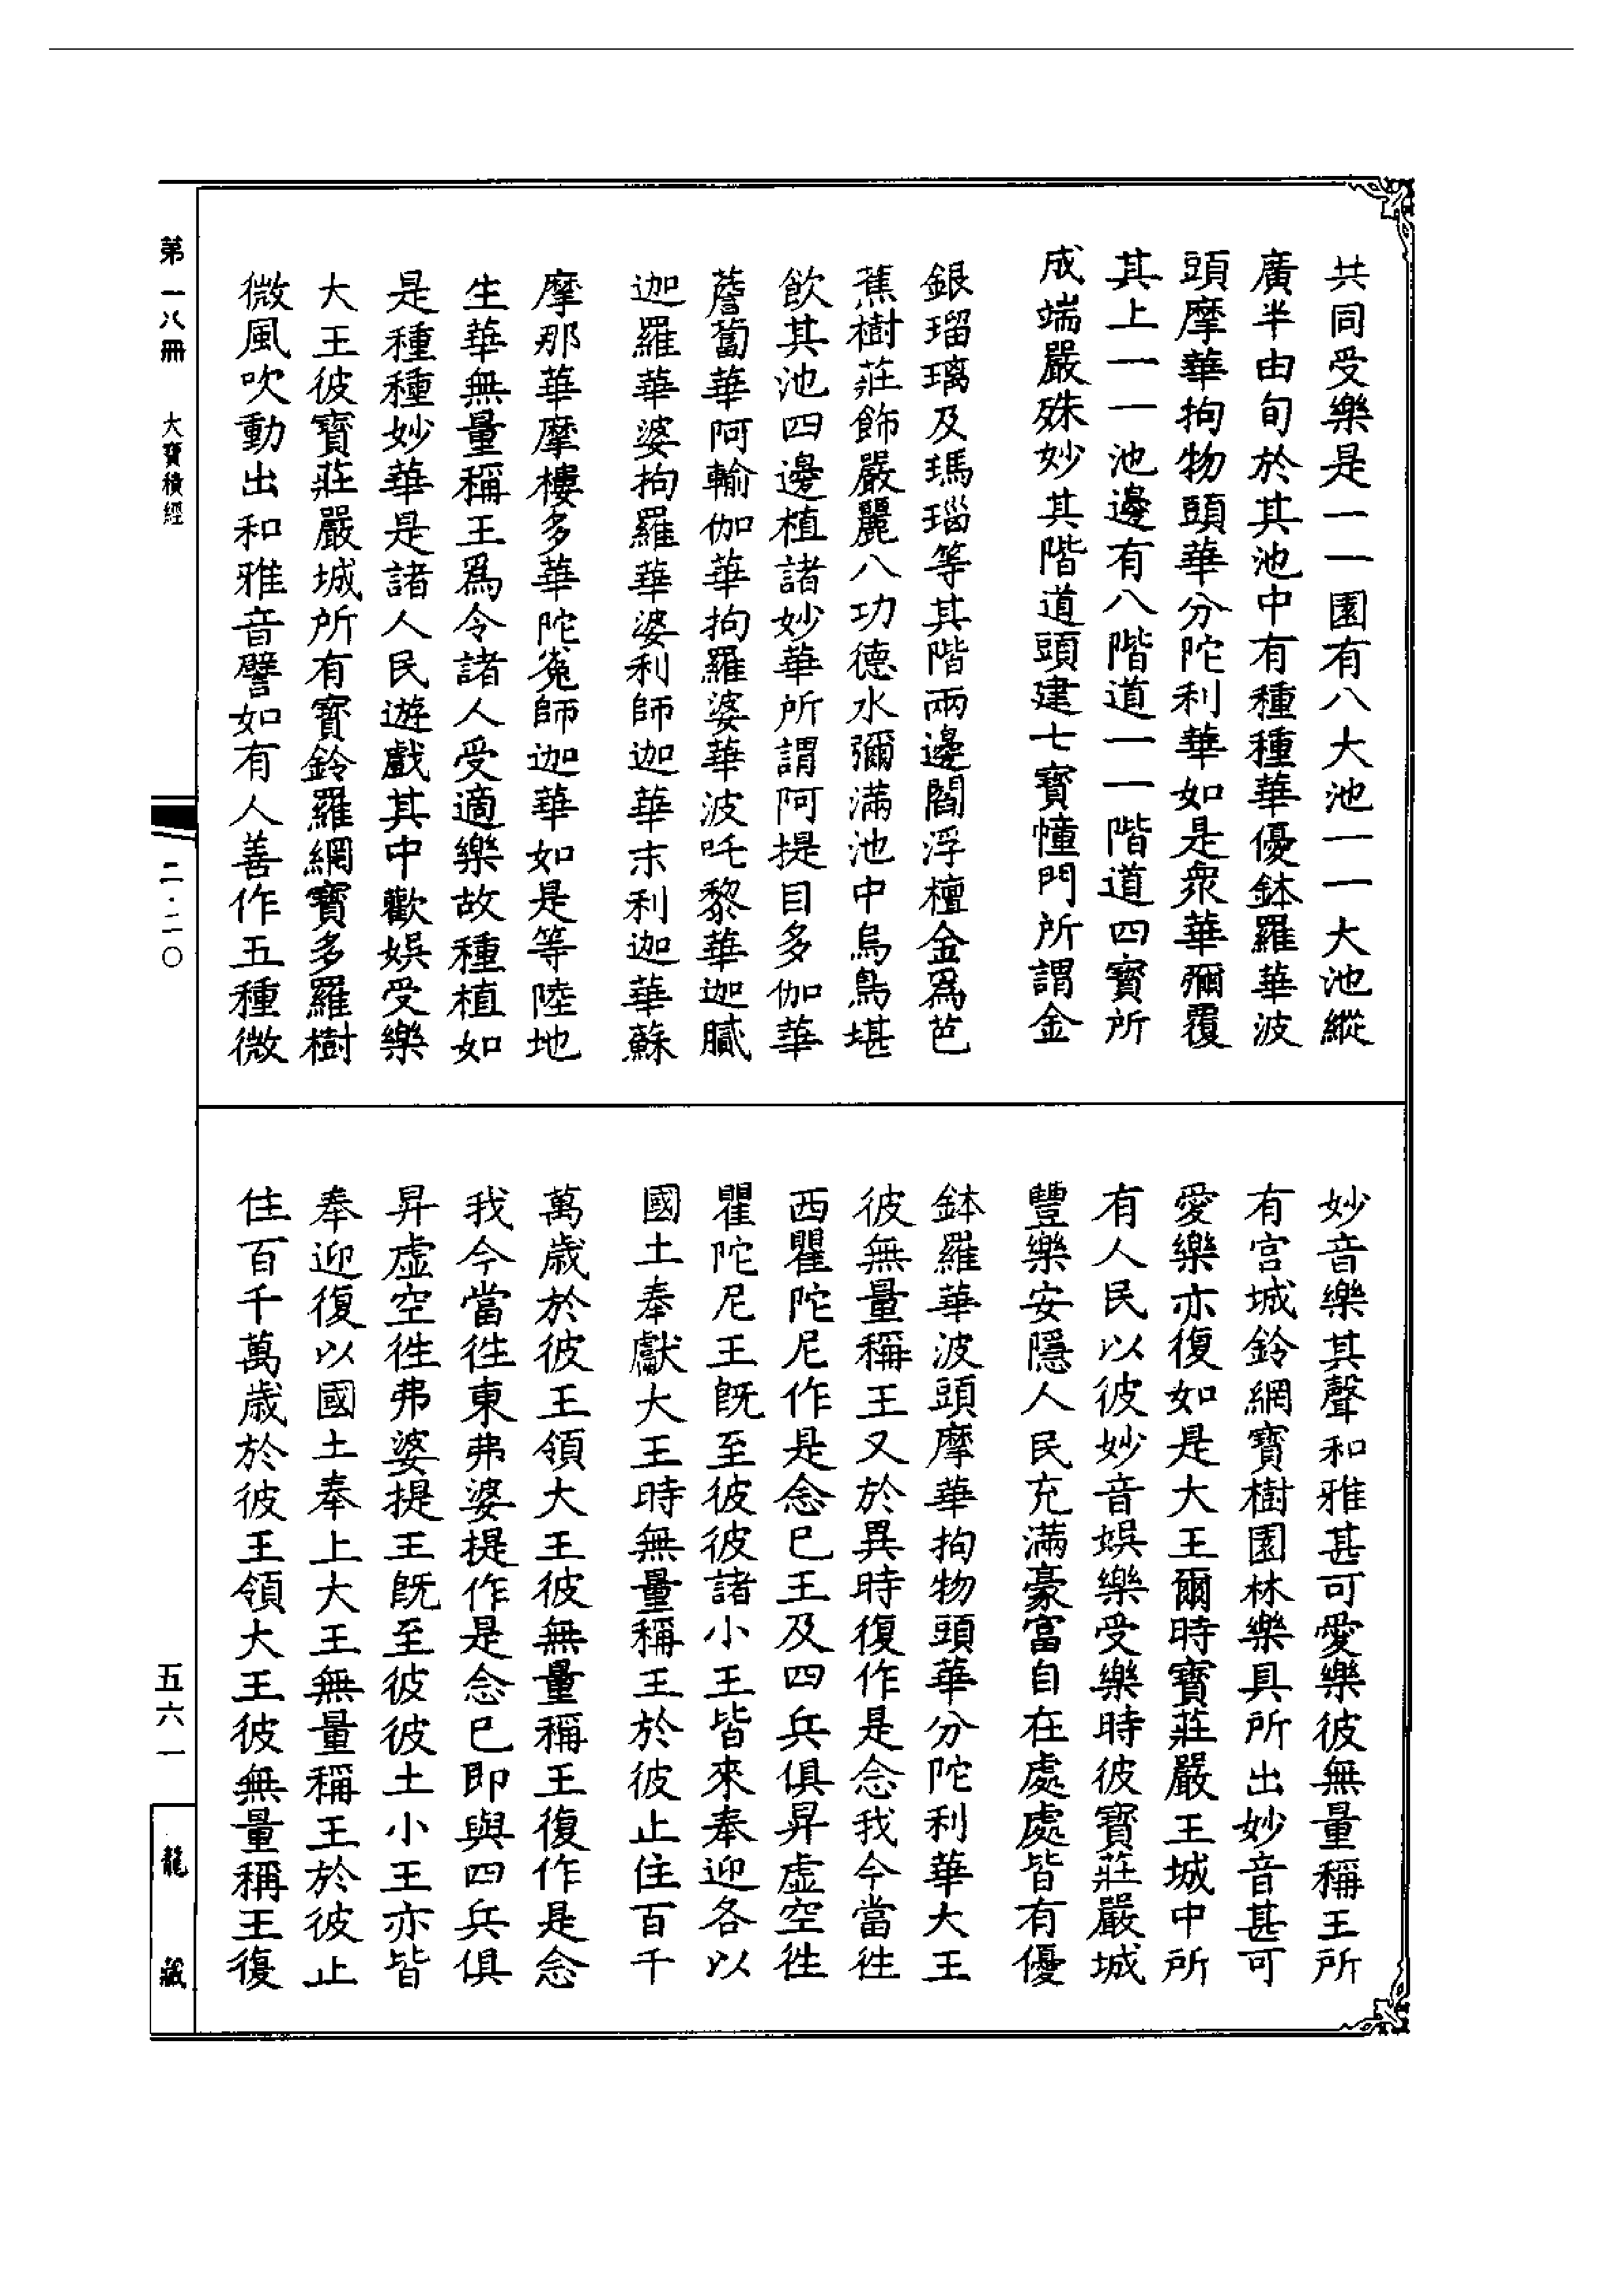 共同受樂是一一園有八大池一一大池縱
廣半由旬於其池中有種種華優鉢羅華波
頭摩華拘物頭華分陀利華如是衆華彌覆
其上一一池邊有八階道一一階道四寳所
成端嚴殊妙其階道頭建七寳幢門所謂金
銀瑠璃及瑪瑙等其階兩邊閻浮檀金爲芭
蕉樹莊飾嚴麗八功德水彌滿池中烏鳥堪
飲其池四邊植諸妙華所謂阿提目多伽華
薝蔔華阿輸伽華拘羅婆華波吒黎華迦膩
迦羅華婆拘羅華婆利師迦華末利迦華蘇
摩那華摩樓多華陀㝹師迦華如是等陸地
生華無量稱王爲令諸人受適樂故種植如
是種種妙華是諸人民遊戲其中歡娛受樂
大王彼寶莊嚴城所有寳鈴羅網寶多羅樹
微風吹動出和雅音譬如有人善作五種微
妙音樂其聲和雅甚可愛樂彼無量稱王所
有宮城鈴網寶樹園林樂具所出妙音甚可
愛樂亦復如是大王爾時寶莊嚴王城中所
有人民以彼妙音娛樂受樂時彼寶莊嚴城
豐樂安隱人民充滿豪富自在處處皆有優
鉢羅華波頭摩華拘物頭華分陀利華大王
彼無量稱王又於異時復作是念我今當往
西瞿陀尼作是念已王及四兵俱昇虛空往
瞿陀尼王旣至彼彼諸小王皆來奉迎各以
國土奉獻大王時無量稱王於彼止住百千
萬歲於彼王領大王彼無量稱王復作是念
我今當往東弗婆提作是念已即與四兵俱
昇虛空往弗婆提王旣至彼彼土小王亦皆
奉迎復以國土奉上大王無量稱王於彼止
住百千萬歲於彼王領大王彼無量稱王復
第一八冊 大寶積經
二·二〇
五六一
龍藏